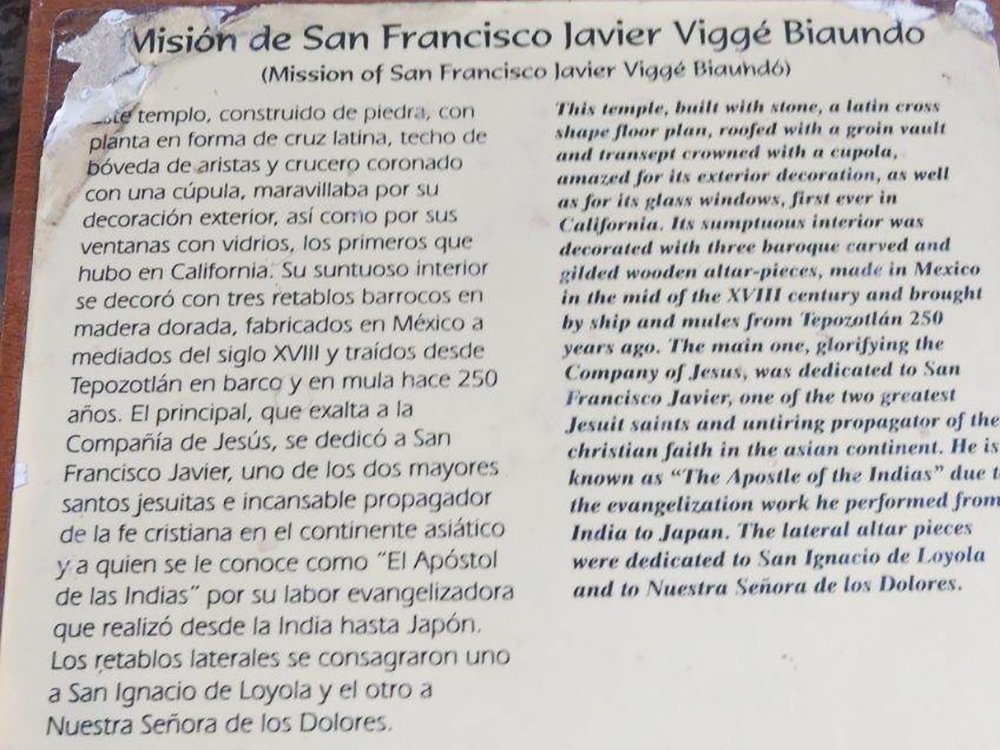 Misión de San Francisco Javier Viggé Biaundo
(Mission of San Francisco Javier Viggé Biaundó)
Este templo, construido de piedra, con
planta en forma de cruz latina, techo de
bóveda de aristas y crucero coronado
con una cúpula, maravillaba por su
decoración exterior, así como por sus
ventanas con vidrios, los primeros que
hubo en California. Su suntuoso interior
se decoró con tres retablos barrocos en
madera dorada, fabricados en México a
mediados del siglo XVIII y traídos desde
Tepozotlán en barco y en mula hace 250
años. El principal, que exalta a la
Compañía de Jesús, se dedicó a San
Francisco Javier, uno de los dos mayores
santos jesuitas e incansable propagador
de la fe cristiana en el continente asiático
y a quien se le conoce como "El Apóstol
de las Indias" por su labor evangelizadora
que realizó desde la India hasta Japón.
Los retablos laterales se consagraron uno
a San Ignacio de Loyola y el otro a
Nuestra Señora de los Dolores.
This temple, built with stone, a latin cross
shape floor plan, roofed with a groin vault
and transept crowned with a cupola,
amazed for its exterior decoration, as well
as for its glass windows, first ever in
California. Its sumptuous interior was
decorated with three baroque carved and
gilded wooden altar-pieces, made in Mexico
in the mid of the XVIII century and brought
by ship and mules from Tepozotlán 250
years ago. The main one, glorifying the
Company of Jesus, was dedicated to San
Francisco Javier, one of the two greatest
Jesuit saints and untiring propagator of the
christian faith in the asian continent. He is
known as "The Apostle of the Indias" due t
the evangelization work he performed from
India to Japan. The lateral altar pieces
were dedicated to San Ignacio de Loyola
and to Nuestra Señora de los Dolores.